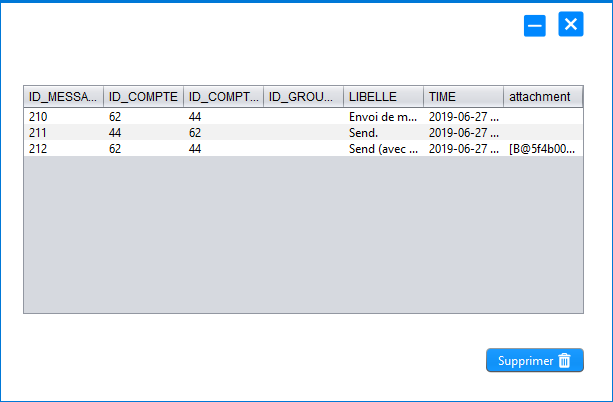 ID_MESSA... ID_COMPTE ID_COMPT... ID_GROU... LIBELLE TIME attachment
210 62 44 Envoi de m... 2019-06-27 ...
211 44 62 Send. 2019-06-27 ...
212 62 44 Send (avec ... 2019-06-27 ... [B@5f4b00...
Supprimer